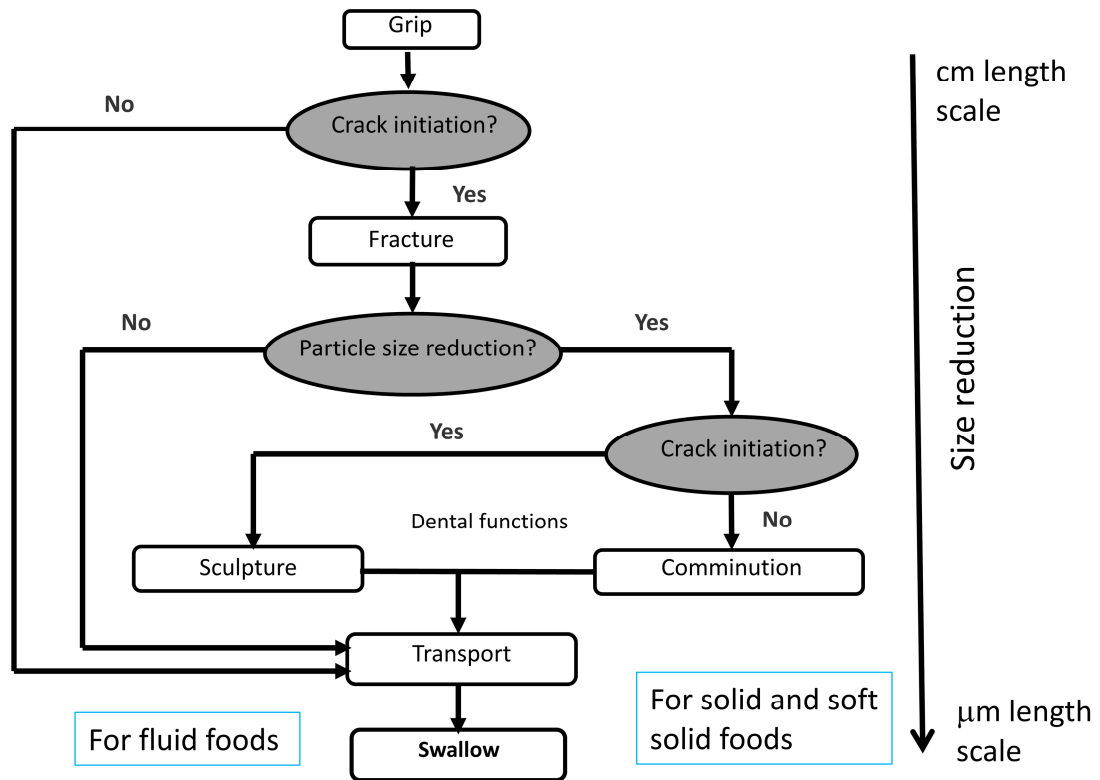 Grip
cm length
scale
No
Crack initiation?
Yes
Fracture
No
Yes
Particle size reduction?
Size reduction
Yes
Crack initiation?
Dental functions
No
Sculpture
Comminution
Transport
For solid and soft
solid foods
μm length
scale
For fluid foods
Swallow